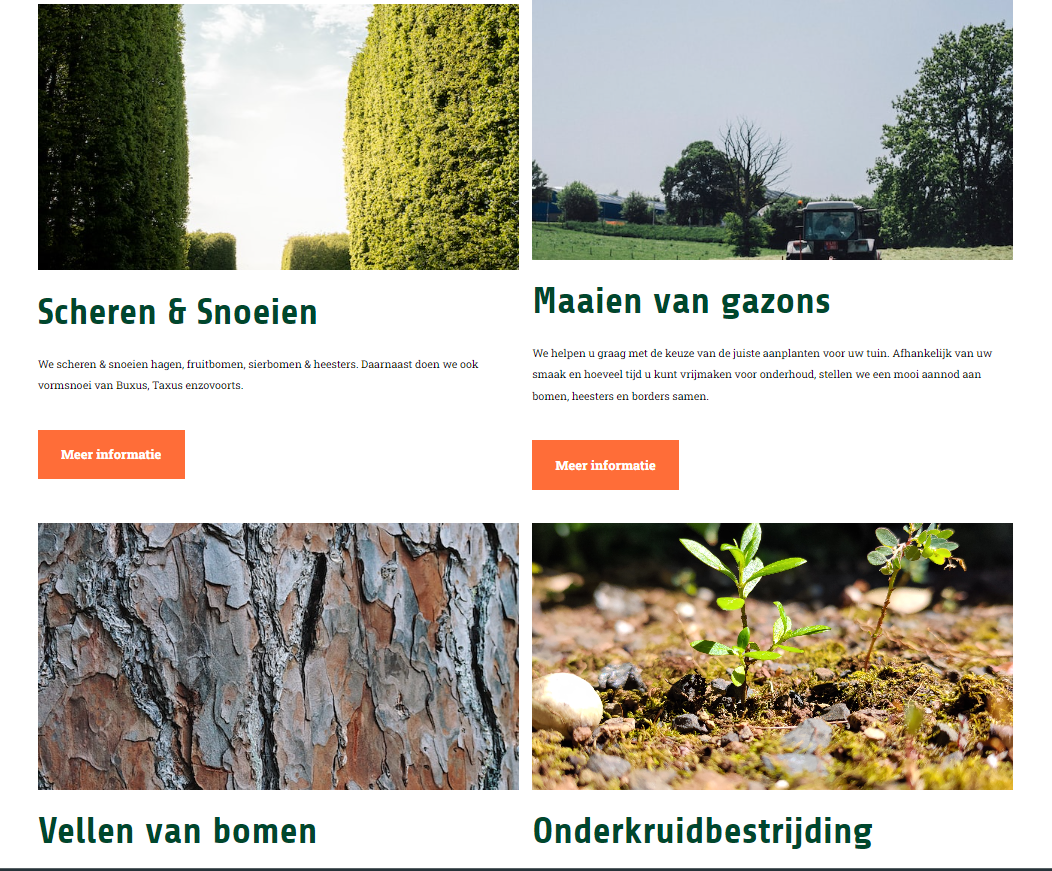 Scheren & Snoeien
We scheren & snoeien hagen, fruitbomen, sierbomen & heesters. Daarnaast doen we ook
vormsnoei van Buxus, Taxus enzovoorts.
Meer informatie
Maaien van gazons
We helpen u graag met de keuze van de juiste aanplanten voor uw tuin. Afhankelijk van uw
smaak en hoeveel tijd u kunt vrijmaken voor onderhoud, stellen we een mooi aannod aan
bomen, heesters en borders samen.
Meer informatie
Vellen van bomen
Onderkruidbestrijding